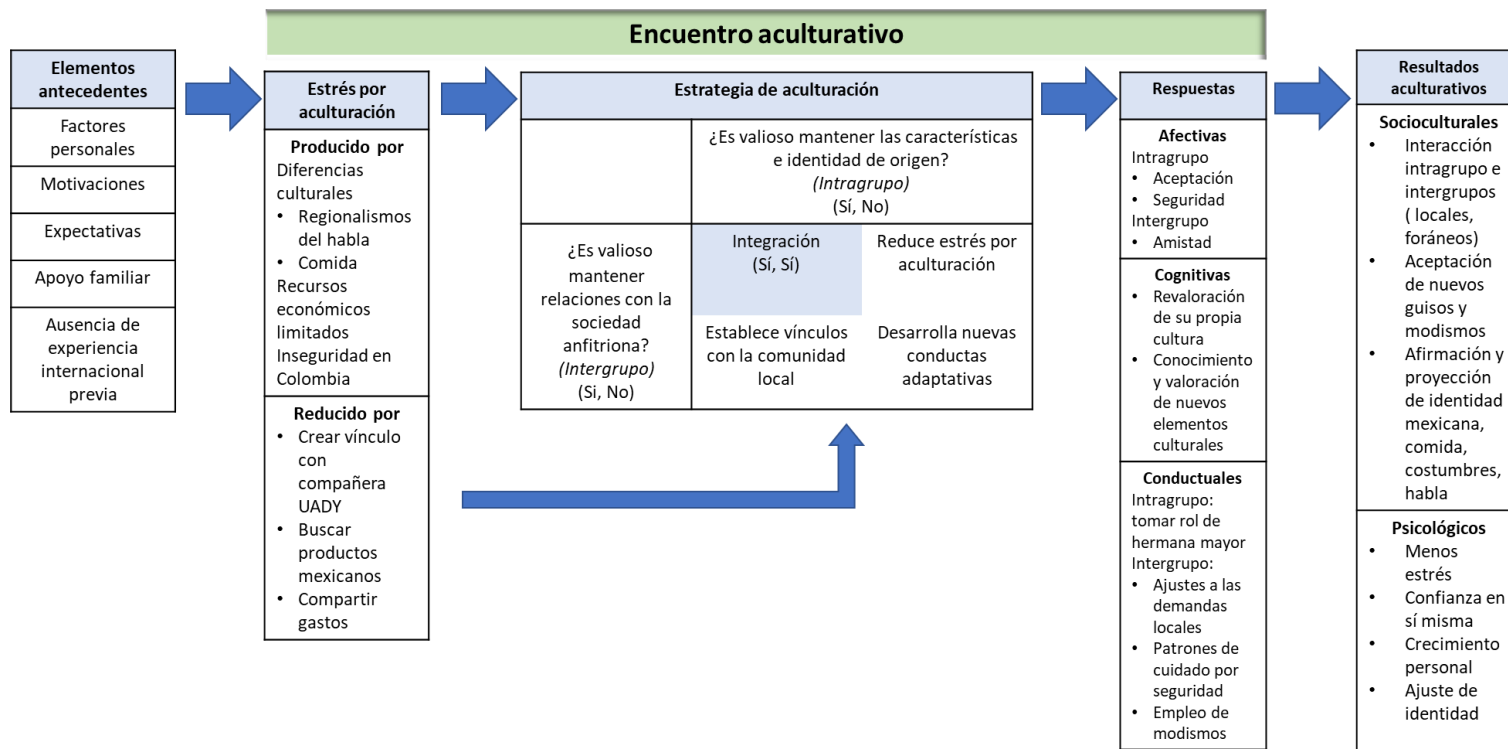 Encuentro aculturativo
Elementos
antecedentes
Factores
personales
Motivaciones
Expectativas
Apoyo familiar
Ausencia de
experiencia
internacional
previa
Estrés por
aculturación
Producido por
Diferencias
culturales
• Regionalismos
del habla
• Comida
Recursos
económicos
limitados
Inseguridad en
Colombia
Reducido por
• Crear vínculo
con
compañera
UADY
• Buscar
productos
mexicanos
• Compartir
gastos
Estrategia de aculturación
¿Es valioso mantener las características
e identidad de origen?
(Intragrupo)
(Sí, No)
¿Es valioso
mantener
relaciones con la
sociedad
anfitriona?
(Intergrupo)
(Si, No)
Integración
(Sí, Sí)
Reduce estrés por
aculturación
Establece vínculos
con la comunidad
local
Desarrolla nuevas
conductas
adaptativas
Respuestas
Afectivas
Intragrupo
• Aceptación
• Seguridad
Intergrupo
• Amistad
Cognitivas
• Revaloración
de su propia
cultura
• Conocimiento
y valoración
de nuevos
elementos
culturales
Conductuales
Intragrupo:
tomar rol de
hermana mayor
Intergrupo:
• Ajustes a las
demandas
locales
• Patrones de
cuidado por
seguridad
• Empleo de
modismos
Resultados
aculturativos
Socioculturales
• Interacción
intragrupo e
intergrupos
( locales,
foráneos)
• Aceptación
de nuevos
guisos y
modismos
• Afirmación y
proyección
de identidad
mexicana,
comida,
costumbres,
habla
Psicológicos
• Menos
estrés
• Confianza en
sí misma
• Crecimiento
personal
• Ajuste de
identidad